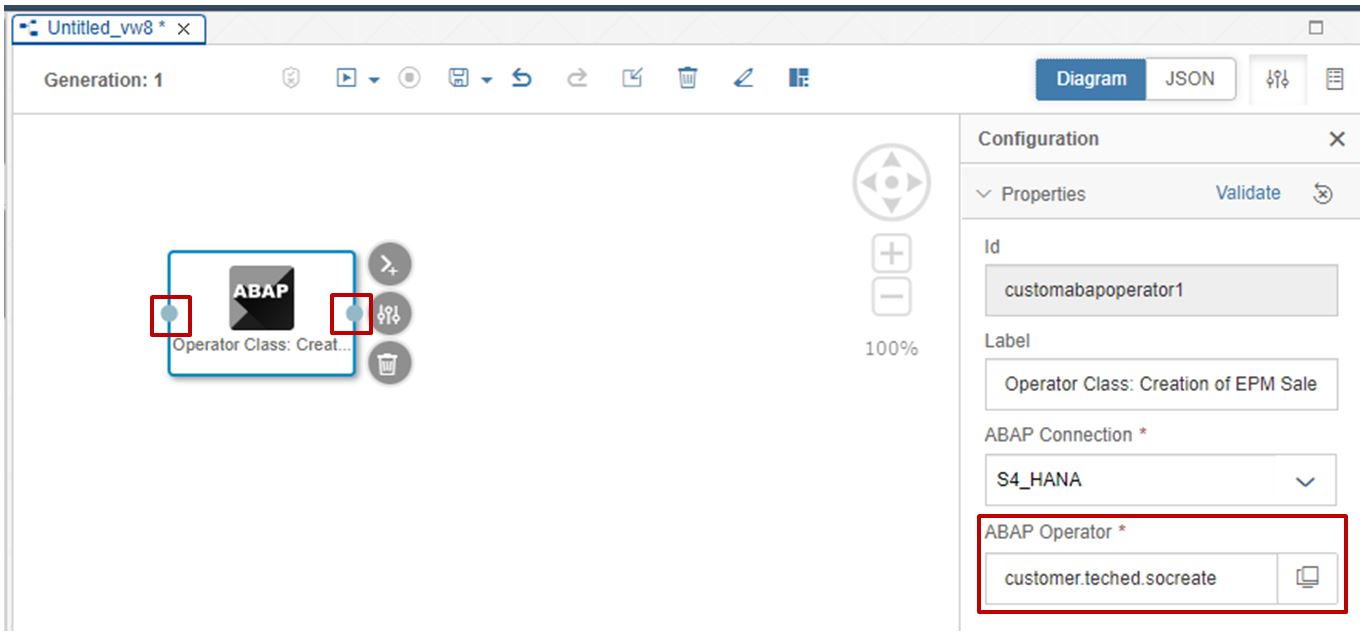 Untitled_vw8 *
Generation: 1
Diagram
JSON
Configuration
Properties
Validate
Id
customabapoperator1
Label
Operator Class: Creation of EPM Sale
ABAP Connection *
S4_HANA
ABAP Operator *
customer.teched.socreate
ABAP
Operator Class: Creat...
100%